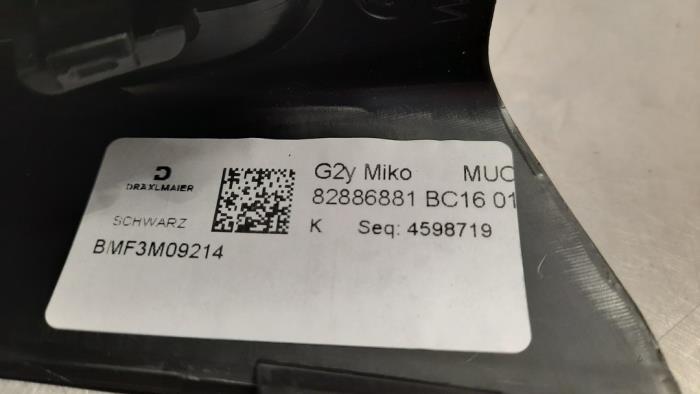 G2y Miko MUC
DRÄXLMAIER
82886881 BC16 01
SCHWARZ
K Seq: 4598719
BMF3M09214